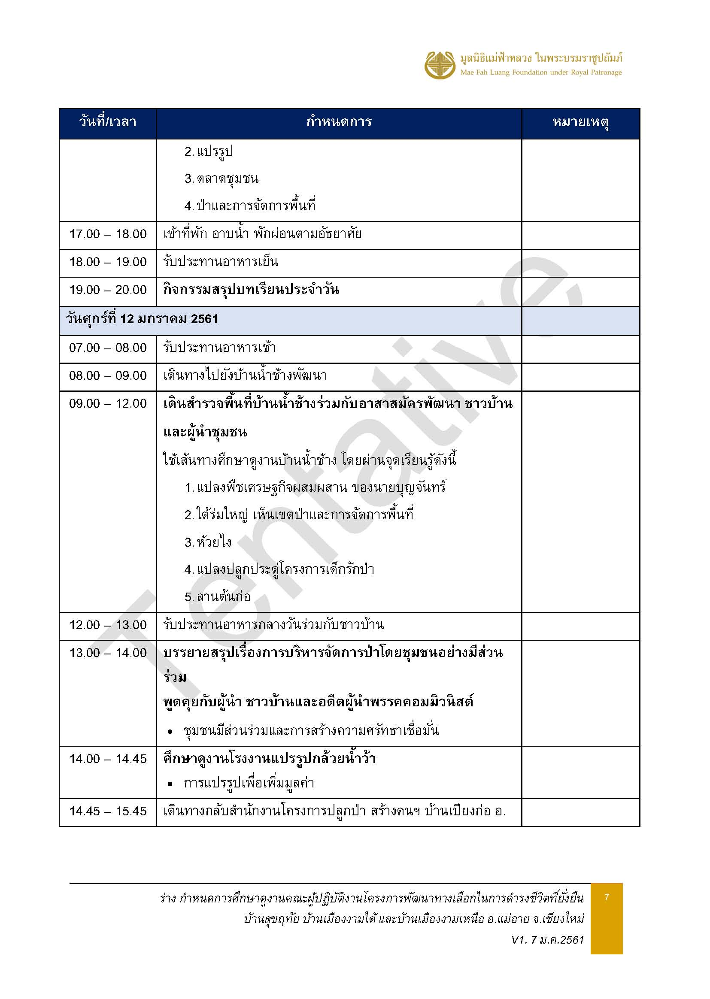 มูลนิธิแม่ฟ้าหลวง ในพระบรมราชูปถัมภ์
Mae Fah Luang Foundation under Royal Patronage
วันที่/เวลา กำหนดการ หมายเหตุ
2. แปรรูป
3. ตลาดชุมชน
4. ป่าและการจัดการพื้นที่
17.00 – 18.00 เข้าที่พัก อาบน้ำ พักผ่อนตามอัธยาศัย
18.00 – 19.00 รับประทานอาหารเย็น
19.00 – 20.00 กิจกรรมสรุปบทเรียนประจำวัน
วันศุกร์ที่ 12 มกราคม 2561
07.00 – 08.00 รับประทานอาหารเช้า
08.00 – 09.00 เดินทางไปยังบ้านน้ำช้างพัฒนา
09.00 – 12.00 เดินสำรวจพื้นที่บ้านน้ำช้างร่วมกับอาสาสมัครพัฒนา ชาวบ้าน
และผู้นำชุมชน
ใช้เส้นทางศึกษาดูงานบ้านน้ำช้าง โดยผ่านจุดเรียนรู้ดังนี้
1. แปลงพืชเศรษฐกิจผสมผสาน ของนายบุญจันทร์
2. ใต้ร่มใหญ่ เห็นเขตป่าและการจัดการพื้นที่
3. ห้วยไง
4. แปลงปลูกประดู่โครงการเด็กรักป่า
5. ลานต้นก่อ
12.00 – 13.00 รับประทานอาหารกลางวันร่วมกับชาวบ้าน
13.00 – 14.00 บรรยายสรุปเรื่องการบริหารจัดการป่าโดยชุมชนอย่างมีส่วน
ร่วม
พูดคุยกับผู้นำ ชาวบ้านและอดีตผู้นำพรรคคอมมิวนิสต์
• ชุมชนมีส่วนร่วมและการสร้างความศรัทธาเชื่อมั่น
14.00 – 14.45 ศึกษาดูงานโรงงานแปรรูปกล้วยน้ำว้า
• การแปรรูปเพื่อเพิ่มมูลค่า
14.45 – 15.45 เดินทางกลับสำนักงานโครงการปลูกป่า สร้างคนฯ บ้านเปียงก่อ อ.
Tentative
ร่าง กำหนดการศึกษาดูงานคณะผู้ปฏิบัติงานโครงการพัฒนาทางเลือกในการดำรงชีวิตที่ยั่งยืน 7
บ้านสุขฤทัย บ้านเมืองงามใต้ และบ้านเมืองงามเหนือ อ.แม่อาย จ.เชียงใหม่
V1. 7 ม.ค.2561